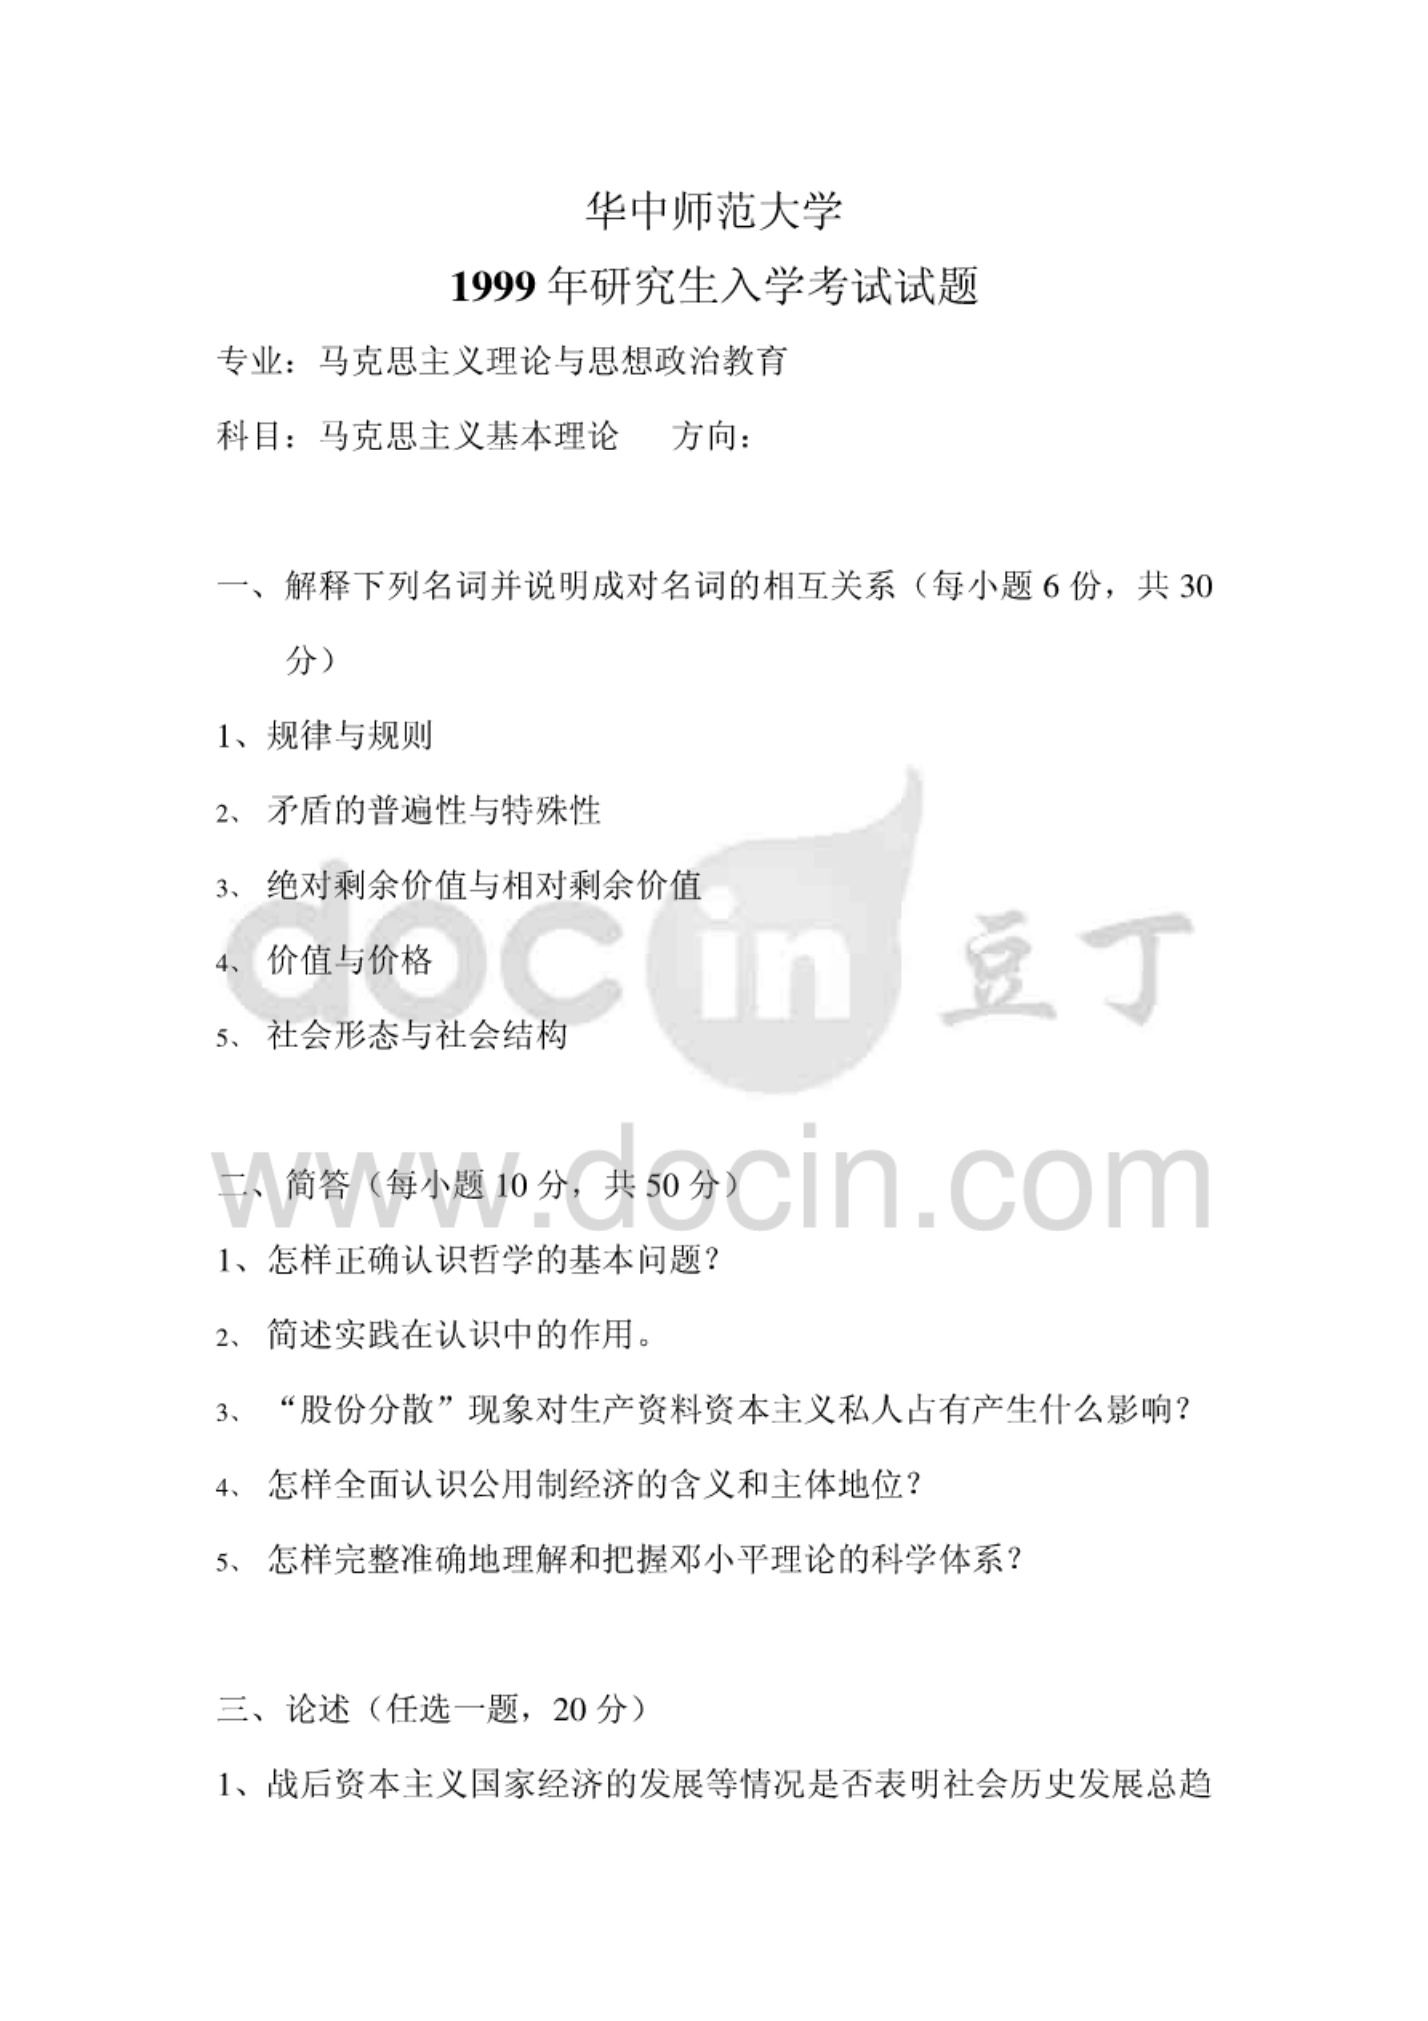 华中师范大学
1999 年研究生入学考试试题
专业：马克思主义理论与思想政治教育
科目：马克思主义基本理论 方向：
一、解释下列名词并说明成对名词的相互关系（每小题 6 份，共 30
分）
1、规律与规则
2、 矛盾的普遍性与特殊性
3、 绝对剩余价值与相对剩余价值
4、 价值与价格
5、 社会形态与社会结构
docin 豆丁
www.docin.com
二、简答（每小题 10 分，共 50 分）
1、怎样正确认识哲学的基本问题？
2、 简述实践在认识中的作用。
3、 “股份分散”现象对生产资料资本主义私人占有产生什么影响？
4、 怎样全面认识公用制经济的含义和主体地位？
5、 怎样完整准确地理解和把握邓小平理论的科学体系？
三、论述（任选一题，20 分）
1、战后资本主义国家经济的发展等情况是否表明社会历史发展总趋